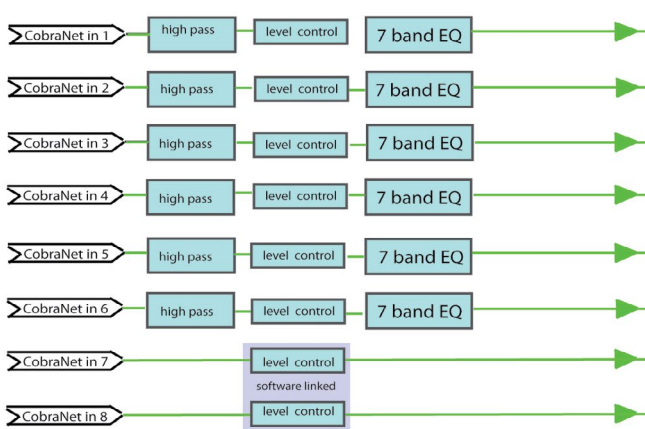 CobraNet in 1 high pass level control 7 band EQ
CobraNet in 2 high pass level control 7 band EQ
CobraNet in 3 high pass level control 7 band EQ
CobraNet in 4 high pass level control 7 band EQ
CobraNet in 5 high pass level control 7 band EQ
CobraNet in 6 high pass level control 7 band EQ
CobraNet in 7 level control
software linked
CobraNet in 8 level control